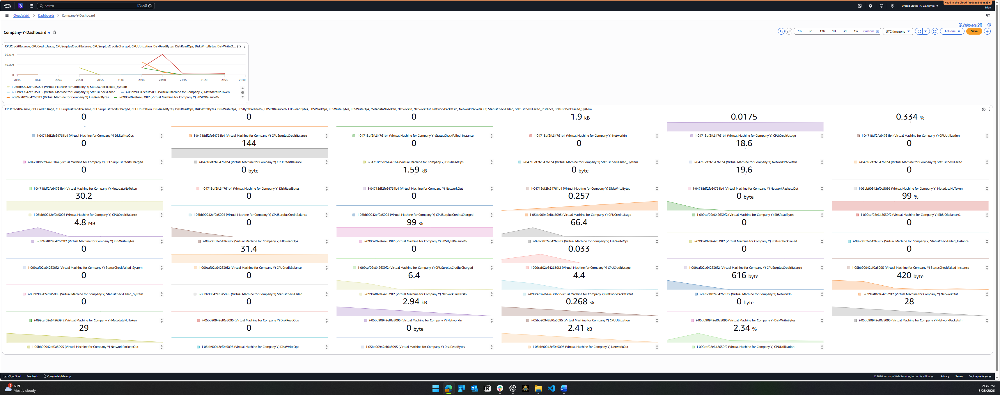 aws
Search
[Alt+S]
United States (N. California)
Head in the Cloud (499855646452)
Brian
CloudWatch
Dashboards
Company-Y-Dashboard
Autosave: Off
Company-Y-Dashboard
1h 3h 12h 1d 3d 1w Custom
UTC timezone
Actions
Save
CPUCreditBalance, CPUCreditUsage, CPUSurplusCreditBalance, CPUSurplusCreditsCharged, CPUUtilization, DiskReadBytes, DiskReadOps, DiskWriteBytes, DiskWriteO...
99.13M
49.56M
0
20:35 20:40 20:45 20:50 20:55 21:00 21:05 21:10 21:15 21:20 21:25 21:30
i-05bb90942ef0a5095 (Virtual Machine for Company Y) StatusCheckFailed_System
i-05bb90942ef0a5095 (Virtual Machine for Company Y) StatusCheckFailed i-05bb90942ef0a5095 (Virtual Machine for Company Y) MetadataNoToken
i-099caf02e642639f2 (Virtual Machine for Company Y) EBSReadBytes i-099caf02e642639f2 (Virtual Machine for Company Y) EBSIOBalance%
CPUCreditBalance, CPUCreditUsage, CPUSurplusCreditBalance, CPUSurplusCreditsCharged, CPUUtilization, DiskReadBytes, DiskReadOps, DiskWriteBytes, DiskWriteOps, EBSByteBalance%, EBSIOBalance%, EBSReadBytes, EBSReadOps, EBSWriteBytes, EBSWriteOps, MetadataNoToken, NetworkIn, NetworkOut, NetworkPacketsIn, NetworkPacketsOut, StatusCheckFailed, StatusCheckFailed_Instance, StatusCheckFailed_System
0 0 0 1.9 kB 0.0175 0.334 %
i-04718df2fc64761b4 (Virtual Machine for Company Y) DiskWriteOps i-04718df2fc64761b4 (Virtual Machine for Company Y) CPUSurplusCreditBalance i-04718df2fc64761b4 (Virtual Machine for Company Y) StatusCheckFailed_Instance i-04718df2fc64761b4 (Virtual Machine for Company Y) NetworkIn i-04718df2fc64761b4 (Virtual Machine for Company Y) CPUCreditUsage i-04718df2fc64761b4 (Virtual Machine for Company Y) CPUUtilization
0 144 0 0 18.6 0
i-04718df2fc64761b4 (Virtual Machine for Company Y) CPUSurplusCreditsCharged i-04718df2fc64761b4 (Virtual Machine for Company Y) CPUCreditBalance i-04718df2fc64761b4 (Virtual Machine for Company Y) DiskReadOps i-04718df2fc64761b4 (Virtual Machine for Company Y) StatusCheckFailed_System i-04718df2fc64761b4 (Virtual Machine for Company Y) NetworkPacketsIn i-04718df2fc64761b4 (Virtual Machine for Company Y) StatusCheckFailed
0 0 byte 1.59 kB 0 byte 19.6 0
i-04718df2fc64761b4 (Virtual Machine for Company Y) MetadataNoToken i-04718df2fc64761b4 (Virtual Machine for Company Y) DiskReadBytes i-04718df2fc64761b4 (Virtual Machine for Company Y) NetworkOut i-04718df2fc64761b4 (Virtual Machine for Company Y) DiskWriteBytes i-04718df2fc64761b4 (Virtual Machine for Company Y) NetworkPacketsOut i-05bb90942ef0a5095 (Virtual Machine for Company Y) MetadataNoToken
30.2 0 0 0.257 0 byte 99 %
i-05bb90942ef0a5095 (Virtual Machine for Company Y) CPUCreditBalance i-05bb90942ef0a5095 (Virtual Machine for Company Y) CPUSurplusCreditBalance i-05bb90942ef0a5095 (Virtual Machine for Company Y) CPUSurplusCreditsCharged i-05bb90942ef0a5095 (Virtual Machine for Company Y) CPUCreditUsage i-099caf02e642639f2 (Virtual Machine for Company Y) EBSReadBytes i-099caf02e642639f2 (Virtual Machine for Company Y) EBSIOBalance%
4.8 MB 0 99 % 66.4 0 0
i-099caf02e642639f2 (Virtual Machine for Company Y) EBSWriteBytes i-099caf02e642639f2 (Virtual Machine for Company Y) EBSReadOps i-099caf02e642639f2 (Virtual Machine for Company Y) EBSByteBalance% i-099caf02e642639f2 (Virtual Machine for Company Y) EBSWriteOps i-099caf02e642639f2 (Virtual Machine for Company Y) StatusCheckFailed i-099caf02e642639f2 (Virtual Machine for Company Y) StatusCheckFailed_Instance
0 31.4 0 0.033 0 0
i-099caf02e642639f2 (Virtual Machine for Company Y) StatusCheckFailed_System i-099caf02e642639f2 (Virtual Machine for Company Y) CPUCreditBalance i-099caf02e642639f2 (Virtual Machine for Company Y) CPUSurplusCreditsCharged i-099caf02e642639f2 (Virtual Machine for Company Y) CPUCreditUsage i-099caf02e642639f2 (Virtual Machine for Company Y) CPUSurplusCreditBalance i-05bb90942ef0a5095 (Virtual Machine for Company Y) StatusCheckFailed_Instance
0 0 6.4 4.4 616 byte 420 byte
i-05bb90942ef0a5095 (Virtual Machine for Company Y) StatusCheckFailed_System i-05bb90942ef0a5095 (Virtual Machine for Company Y) StatusCheckFailed i-099caf02e642639f2 (Virtual Machine for Company Y) NetworkPacketsIn i-099caf02e642639f2 (Virtual Machine for Company Y) NetworkPacketsOut i-099caf02e642639f2 (Virtual Machine for Company Y) NetworkIn i-099caf02e642639f2 (Virtual Machine for Company Y) NetworkOut
0 0 2.94 kB 0.268 % 0 byte 28
i-099caf02e642639f2 (Virtual Machine for Company Y) MetadataNoToken i-05bb90942ef0a5095 (Virtual Machine for Company Y) DiskReadOps i-05bb90942ef0a5095 (Virtual Machine for Company Y) NetworkIn i-05bb90942ef0a5095 (Virtual Machine for Company Y) CPUUtilization i-05bb90942ef0a5095 (Virtual Machine for Company Y) DiskWriteBytes i-05bb90942ef0a5095 (Virtual Machine for Company Y) NetworkPacketsIn
29 0 0 byte 2.41 kB 2.34 %
i-05bb90942ef0a5095 (Virtual Machine for Company Y) NetworkPacketsOut i-05bb90942ef0a5095 (Virtual Machine for Company Y) DiskWriteOps i-05bb90942ef0a5095 (Virtual Machine for Company Y) DiskReadBytes i-05bb90942ef0a5095 (Virtual Machine for Company Y) NetworkOut i-099caf02e642639f2 (Virtual Machine for Company Y) CPUUtilization
CloudShell Feedback Console Mobile App © 2026, Amazon Web Services, Inc. or its affiliates. Privacy Terms Cookie preferences
3
69°F
Mostly cloudy
2:36 PM
5/28/2026